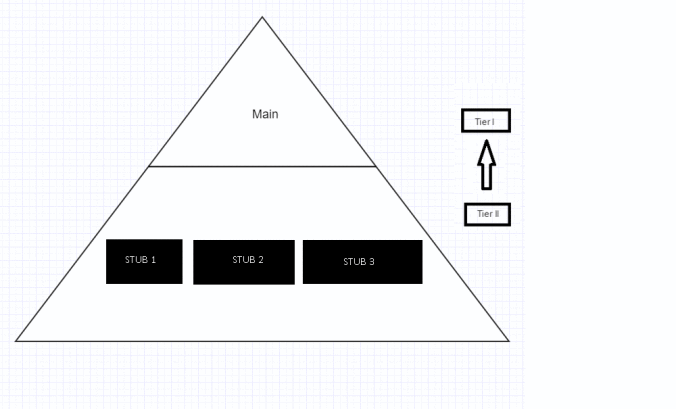 Main
Tier I
Tier II
STUB 1
STUB 2
STUB 3